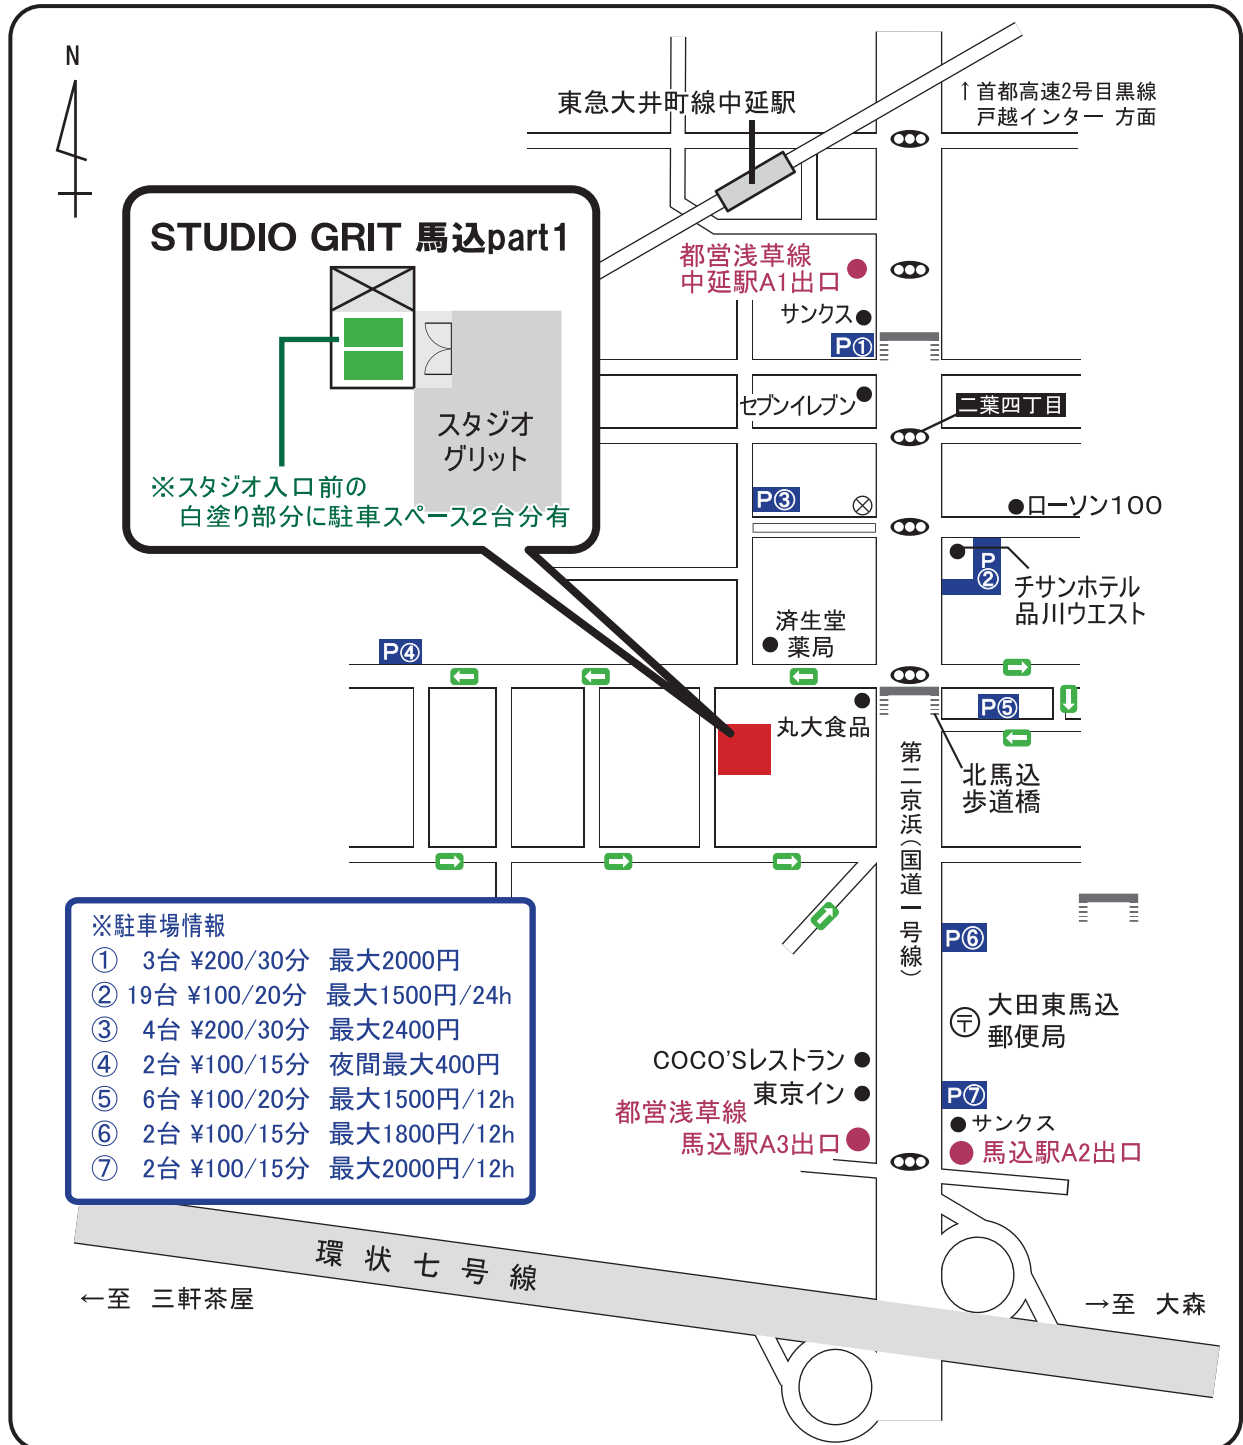 N
東急大井町線中延駅
↑首都高速2号目黒線
戸越インター 方面
STUDIO GRIT 馬込part1
スタジオ
グリット
※スタジオ入口前の
白塗り部分に駐車スペース2台分有
都営浅草線
中延駅A1出口
サンクス
P①
セブンイレブン
二葉四丁目
P③
ローソン100
P
②
チサンホテル
品川ウエスト
済生堂
薬局
P④
P⑤
丸大食品
北馬込
歩道橋
第二京浜(国道一号線)
※駐車場情報
① 3台 ¥200/30分 最大2000円
② 19台 ¥100/20分 最大1500円/24h
③ 4台 ¥200/30分 最大2400円
④ 2台 ¥100/15分 夜間最大400円
⑤ 6台 ¥100/20分 最大1500円/12h
⑥ 2台 ¥100/15分 最大1800円/12h
⑦ 2台 ¥100/15分 最大2000円/12h
P⑥
〒
大田東馬込
郵便局
COCO'Sレストラン
東京イン
P⑦
都営浅草線
馬込駅A3出口
サンクス
馬込駅A2出口
環状七号線
←至 三軒茶屋
→至 大森